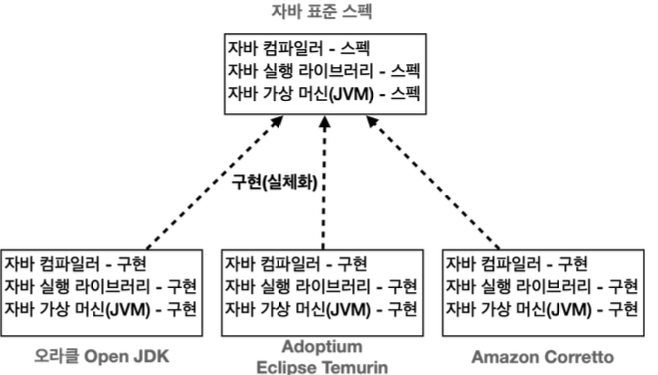 자바 표준 스펙
자바 컴파일러 - 스펙
자바 실행 라이브러리 - 스펙
자바 가상 머신(JVM) - 스펙
구현(실체화)
자바 컴파일러 - 구현
자바 실행 라이브러리 - 구현
자바 가상 머신(JVM) - 구현
오라클 Open JDK
자바 컴파일러 - 구현
자바 실행 라이브러리 - 구현
자바 가상 머신(JVM) - 구현
Adoptium
Eclipse Temurin
자바 컴파일러 - 구현
자바 실행 라이브러리 - 구현
자바 가상 머신(JVM) - 구현
Amazon Corretto